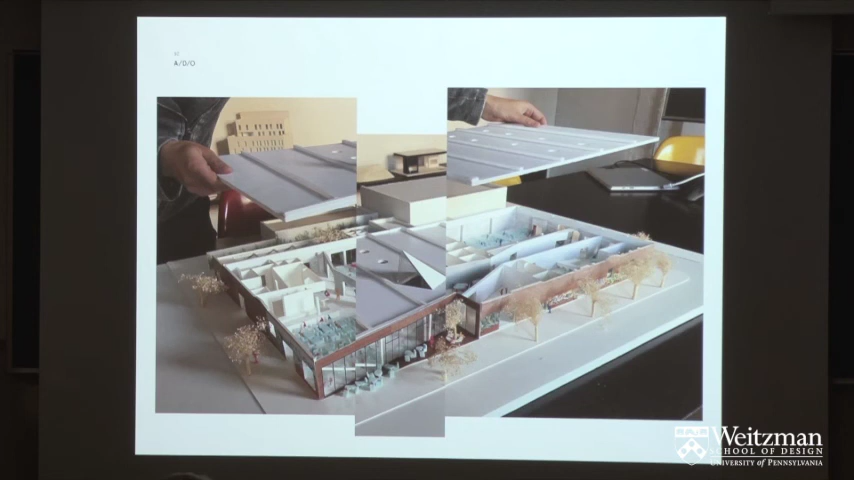 A/D/O
Weitzman
SCHOOL OF DESIGN
UNIVERSITY of PENNSYLVANIA